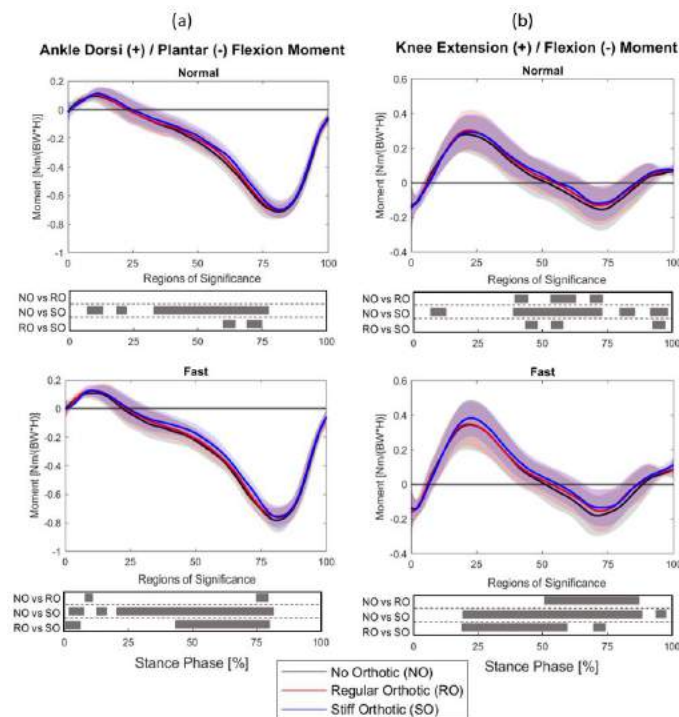 (a)
Ankle Dorsi (+) / Plantar (-) Flexion Moment
Normal
0.2
0
-0.2
-0.4
-0.6
-0.8
-1
Moment [Nm/(BW*H)]
0 25 50 75 100
Regions of Significance
NO vs RO
NO vs SO
RO vs SO
0 25 50 75 100
Fast
0.2
0
-0.2
-0.4
-0.6
-0.8
-1
Moment [Nm/(BW*H)]
0 25 50 75 100
Regions of Significance
NO vs RO
NO vs SO
RO vs SO
0 25 50 75 100
Stance Phase [%]
(b)
Knee Extension (+) / Flexion (-) Moment
Normal
0.6
0.4
0.2
0
-0.2
-0.4
Moment [Nm/(BW*H)]
0 25 50 75 100
Regions of Significance
NO vs RO
NO vs SO
RO vs SO
0 25 50 75 100
Fast
0.6
0.4
0.2
0
-0.2
-0.4
Moment [Nm/(BW*H)]
0 25 50 75 100
Regions of Significance
NO vs RO
NO vs SO
RO vs SO
0 25 50 75 100
Stance Phase [%]
No Orthotic (NO)
Regular Orthotic (RO)
Stiff Orthotic (SO)